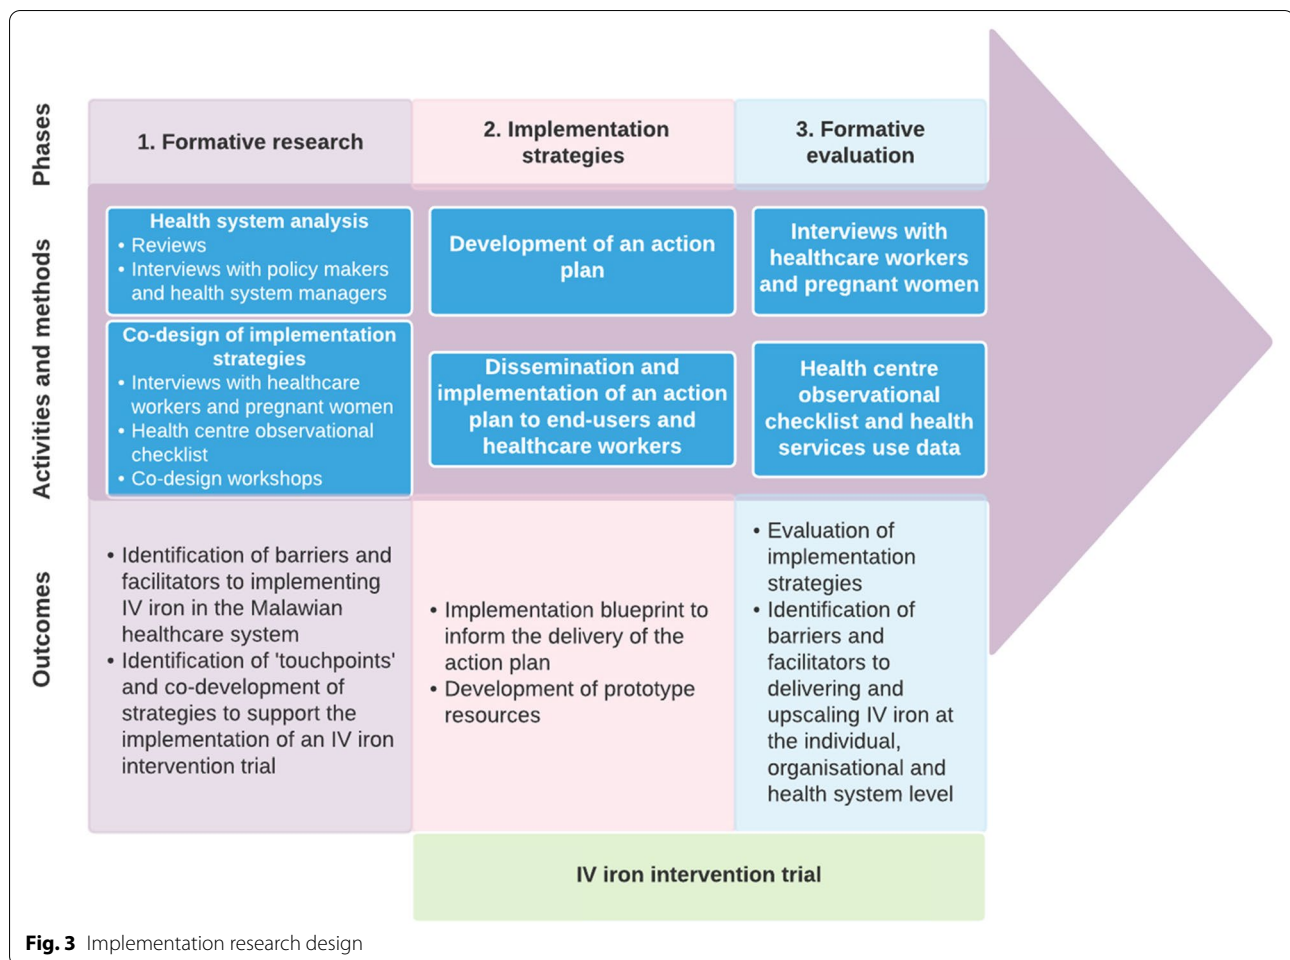 Phases
1. Formative research
2. Implementation
strategies
3. Formative
evaluation
Activities and methods
Health system analysis
• Reviews
• Interviews with policy makers
and health system managers
Co-design of implementation
strategies
• Interviews with healthcare
workers and pregnant women
• Health centre observational
checklist
• Co-design workshops
Development of an action
plan
Dissemination and
implementation of an action
plan to end-users and
healthcare workers
Interviews with
healthcare workers
and pregnant women
Health centre
observational
checklist and health
services use data
Outcomes
• Identification of barriers and
facilitators to implementing
IV iron in the Malawian
healthcare system
• Identification of 'touchpoints'
and co-development of
strategies to support the
implementation of an IV iron
intervention trial
• Implementation blueprint to
inform the delivery of the
action plan
• Development of prototype
resources
• Evaluation of
implementation
strategies
• Identification of
barriers and
facilitators to
delivering and
upscaling IV iron at
the individual,
organisational and
health system level
IV iron intervention trial
Fig. 3 Implementation research design